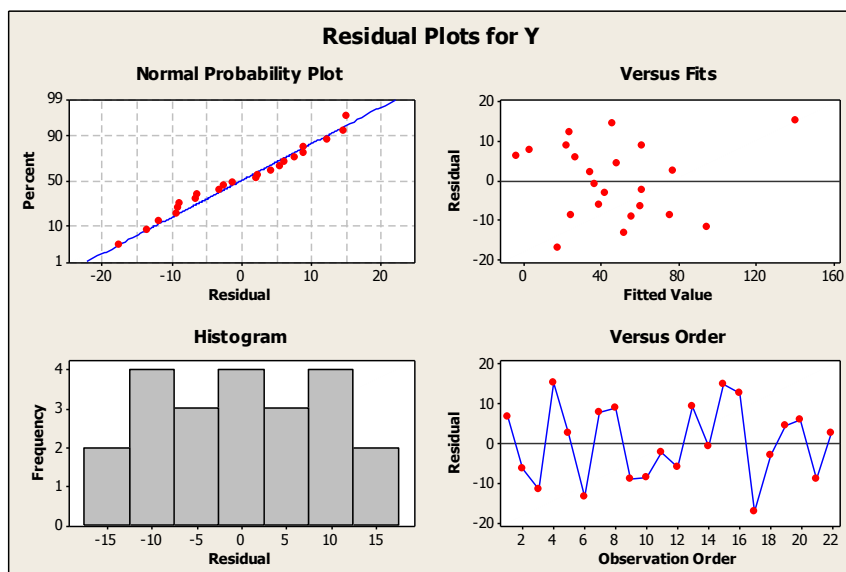 Residual Plots for Y
Normal Probability Plot
99
90
50
10
1
Percent
-20 -10 0 10 20
Residual
Versus Fits
20
10
0
-10
-20
Residual
0 40 80 120 160
Fitted Value
Histogram
4
3
2
1
0
Frequency
-15 -10 -5 0 5 10 15
Residual
Versus Order
20
10
0
-10
-20
Residual
2 4 6 8 10 12 14 16 18 20 22
Observation Order